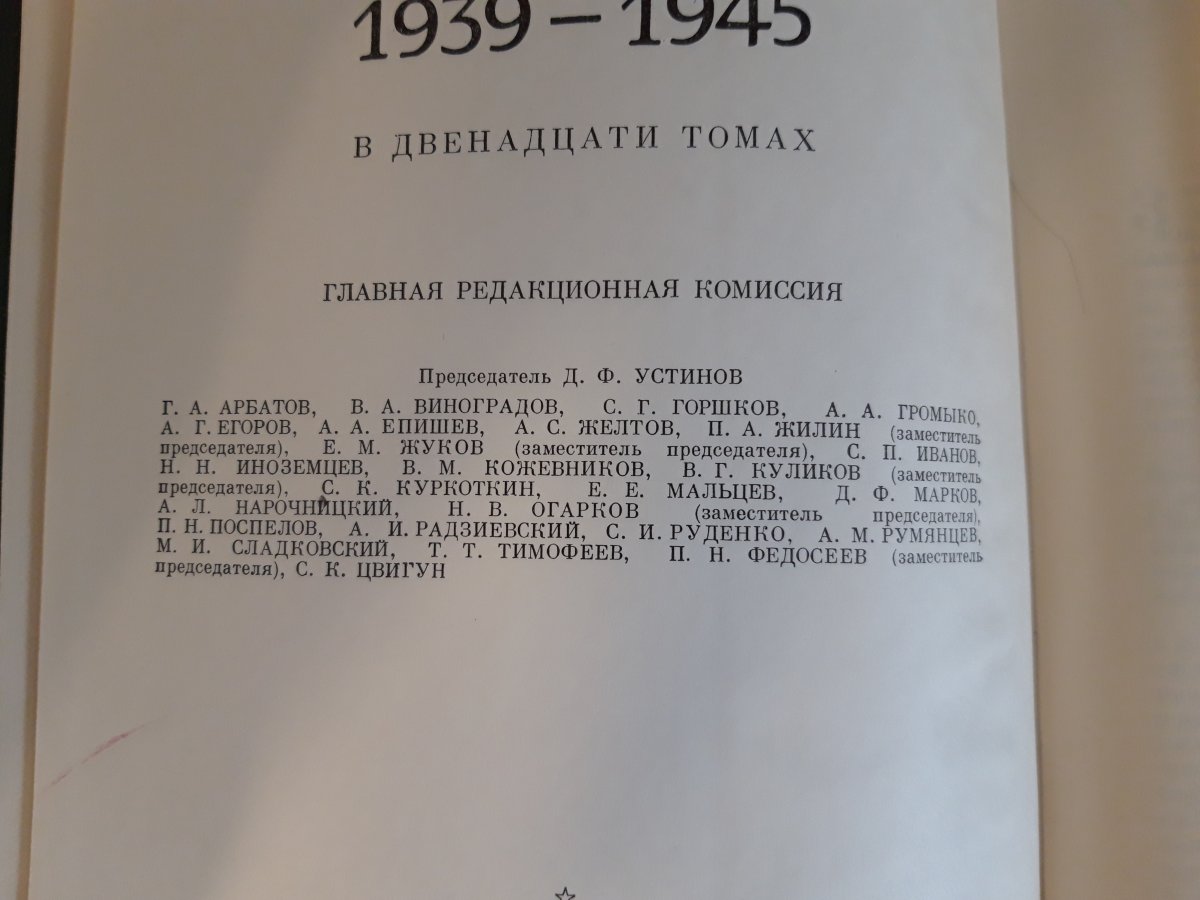 1939 – 1945
В ДВЕНАДЦАТИ ТОМАХ
ГЛАВНАЯ РЕДАКЦИОННАЯ КОМИССИЯ
Председатель Д. Ф. УСТИНОВ
Г. А. АРБАТОВ, В. А. ВИНОГРАДОВ, С. Г. ГОРШКОВ, А. А. ГРОМЫКО,
А. Г. ЕГОРОВ, А. А. ЕПИШЕВ, А. С. ЖЕЛТОВ, П. А. ЖИЛИН (заместитель
председателя), Е. М. ЖУКОВ (заместитель председателя), С. П. ИВАНОВ,
Н. Н. ИНОЗЕМЦЕВ, В. М. КОЖЕВНИКОВ, В. Г. КУЛИКОВ (заместитель
председателя), С. К. КУРКОТКИН, Е. Е. МАЛЬЦЕВ, Д. Ф. МАРКОВ,
А. Л. НАРОЧНИЦКИЙ, Н. В. ОГАРКОВ (заместитель председателя),
П. Н. ПОСПЕЛОВ, А. И. РАДЗИЕВСКИЙ, С. И. РУДЕНКО, А. М. РУМЯНЦЕВ,
М. И. СЛАДКОВСКИЙ, Т. Т. ТИМОФЕЕВ, П. Н. ФЕДОСЕЕВ (заместитель
председателя), С. К. ЦВИГУН